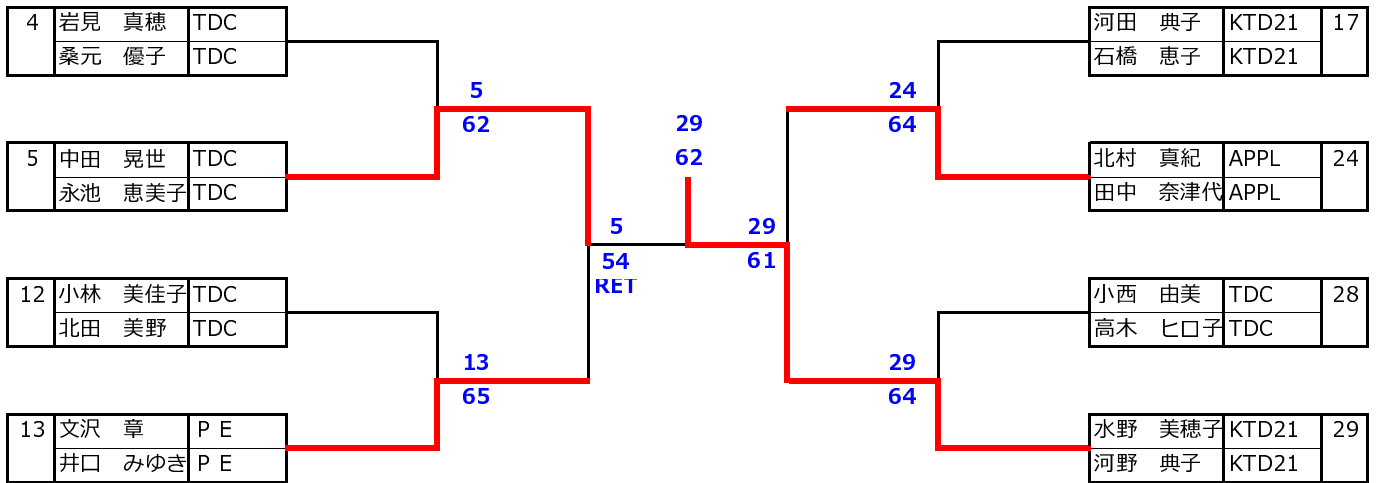 4 岩見 真穂 TDC
桑元 優子 TDC
5 中田 晃世 TDC
永池 恵美子 TDC
12 小林 美佳子 TDC
北田 美野 TDC
13 文沢 章 P E
井口 みゆき P E
5
62
13
65
5
54
RET
29
62
29
61
24
64
29
64
河田 典子 KTD21 17
石橋 恵子 KTD21
北村 真紀 APPL 24
田中 奈津代 APPL
小西 由美 TDC 28
高木 ヒロ子 TDC
水野 美穂子 KTD21 29
河野 典子 KTD21